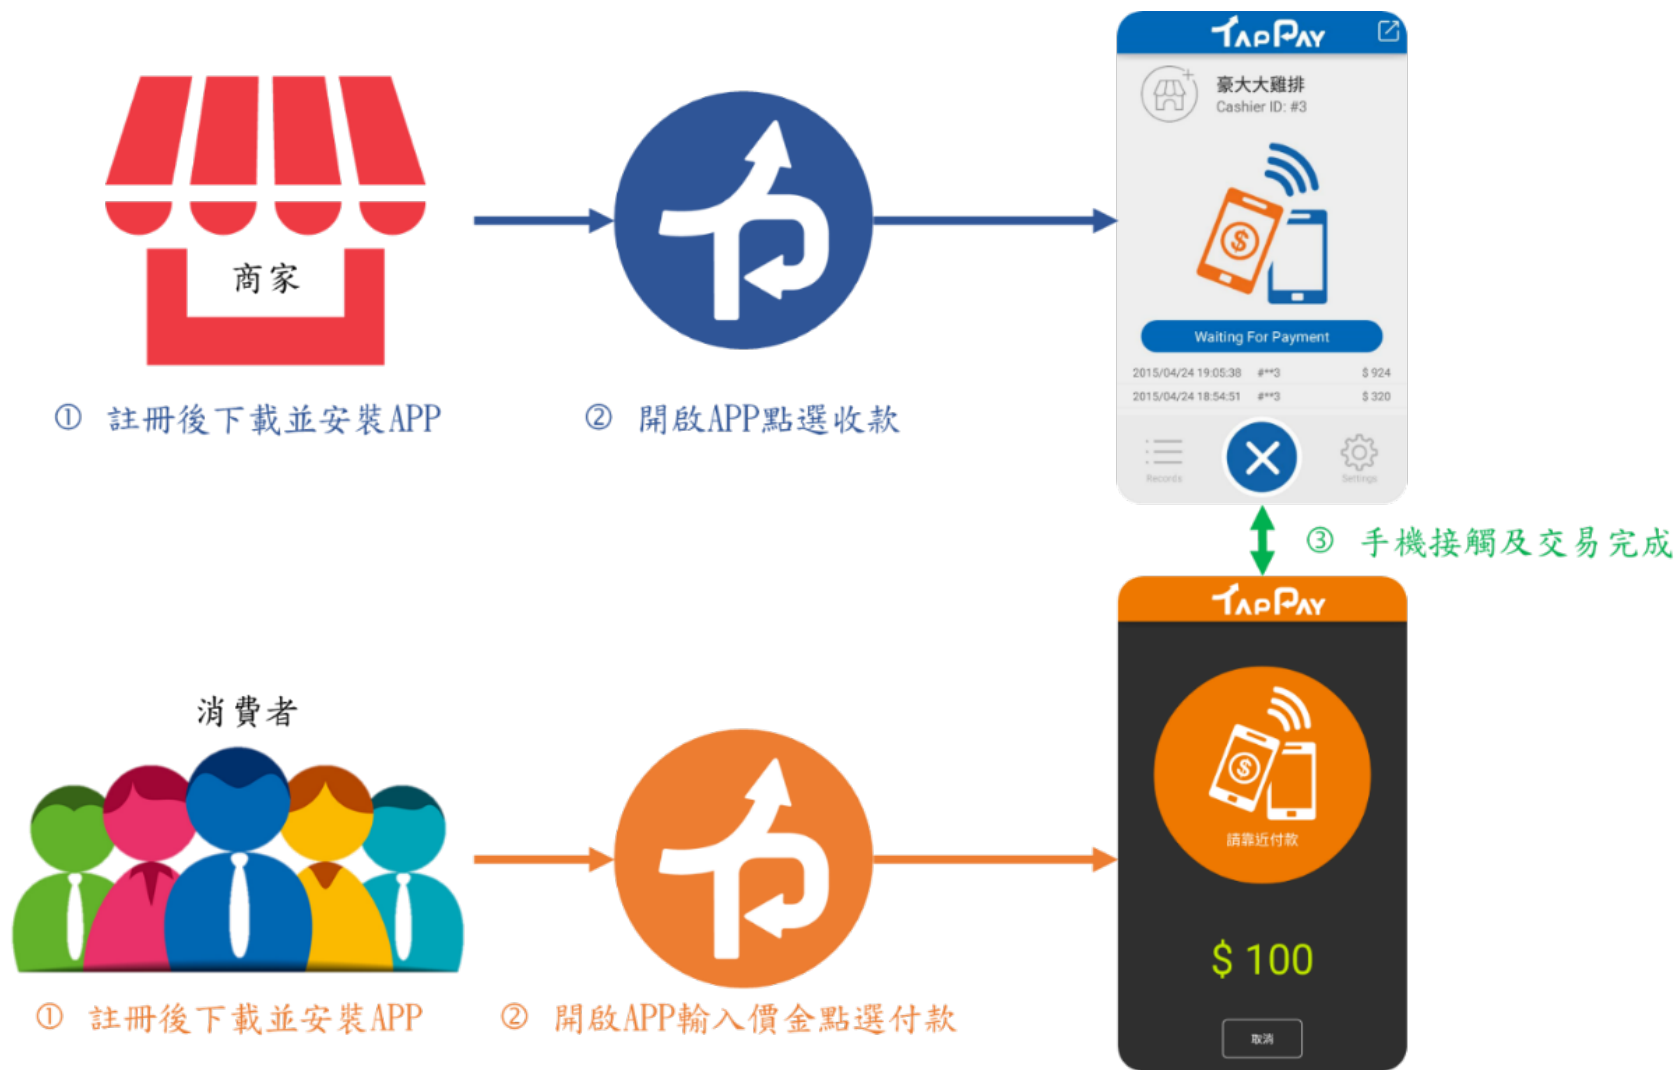 TAPPAY
豪大大雞排
Cashier ID: #3
商家
Waiting For Payment
2015/04/24 19:05:38 #**3 $ 924
2015/04/24 18:54:51 #**3 $ 320
① 註冊後下載並安裝APP
② 開啟APP點選收款
Records
Settings
③ 手機接觸及交易完成
TAPPAY
消費者
請靠近付款
$ 100
① 註冊後下載並安裝APP
② 開啟APP輸入價金點選付款
取消